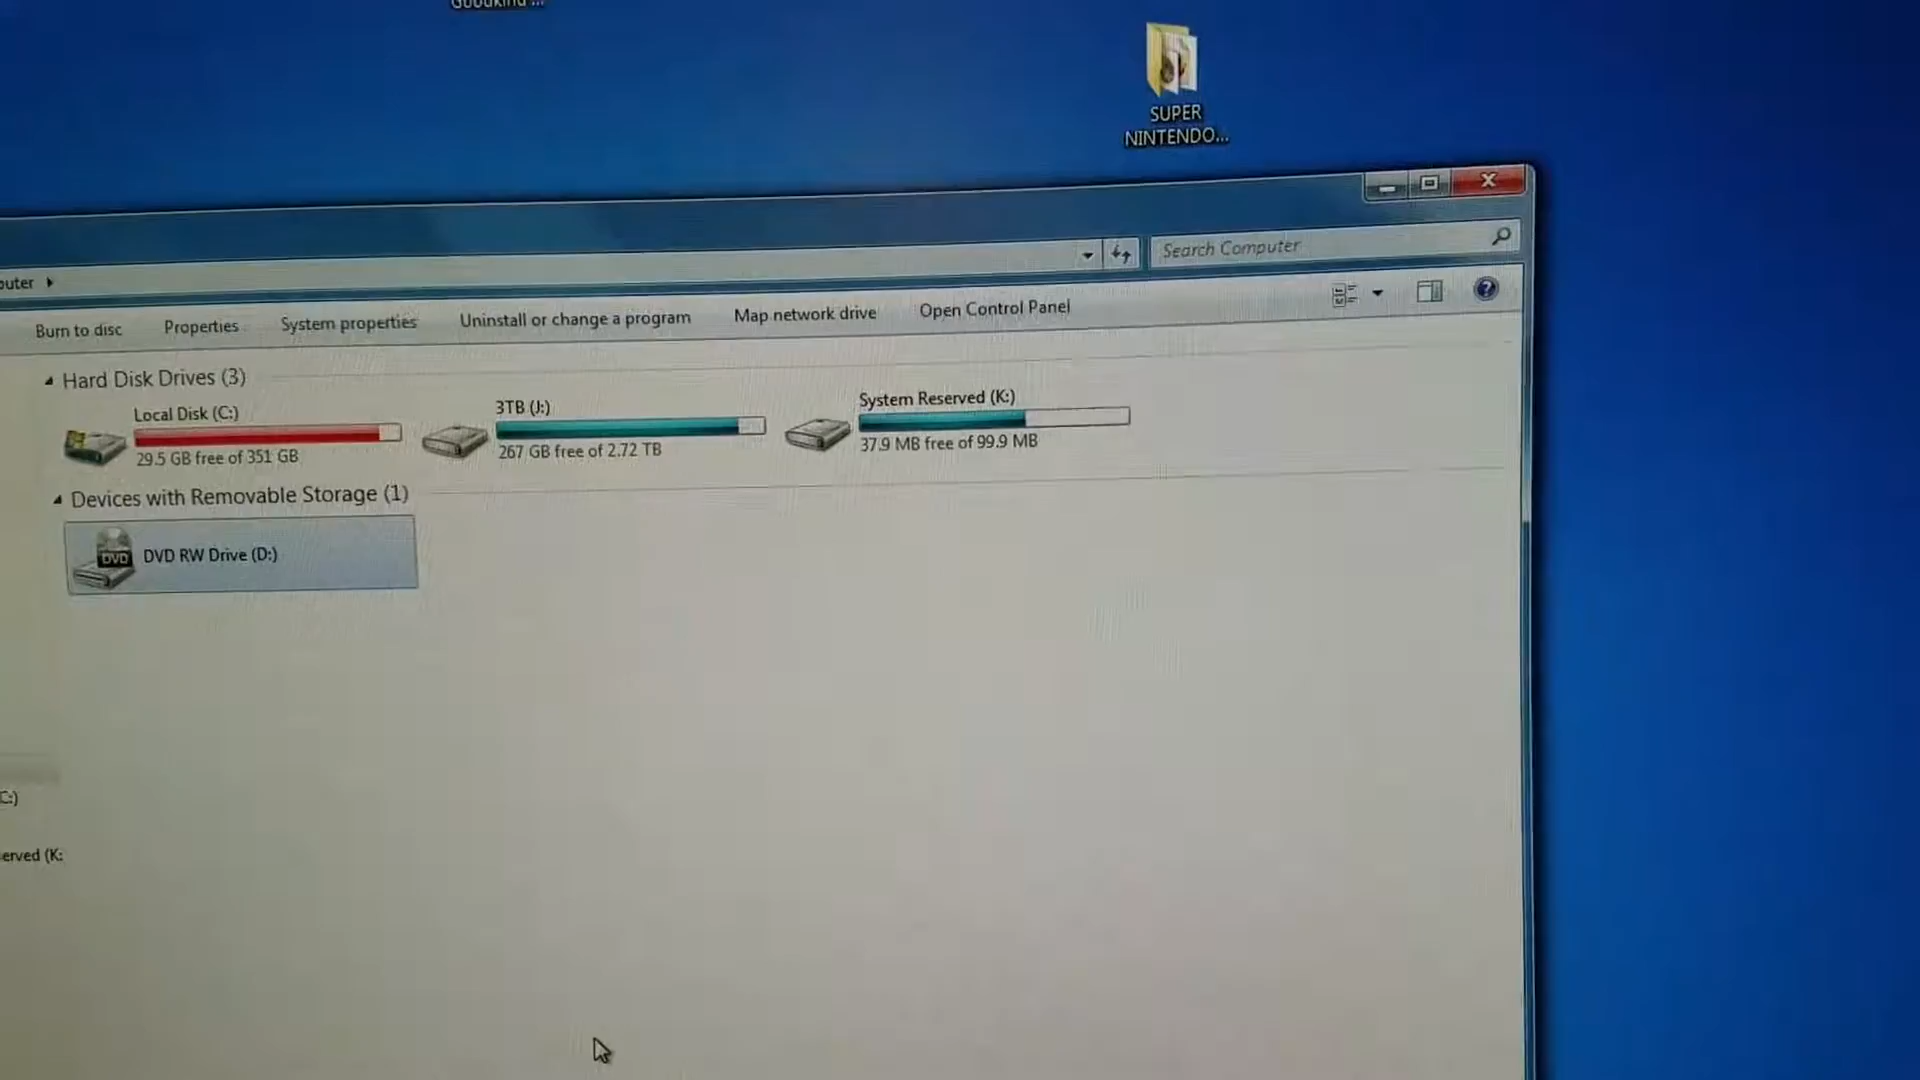 SUPER
NINTENDO...
Search Computer
Burn to disc
Properties
System properties
Uninstall or change a program
Map network drive
Open Control Panel
Hard Disk Drives (3)
Local Disk (C:)
29.5 GB free of 351 GB
3TB (J:)
267 GB free of 2.72 TB
System Reserved (K:)
37.9 MB free of 99.9 MB
Devices with Removable Storage (1)
DVD
DVD RW Drive (D:)
C:)
erved (K: